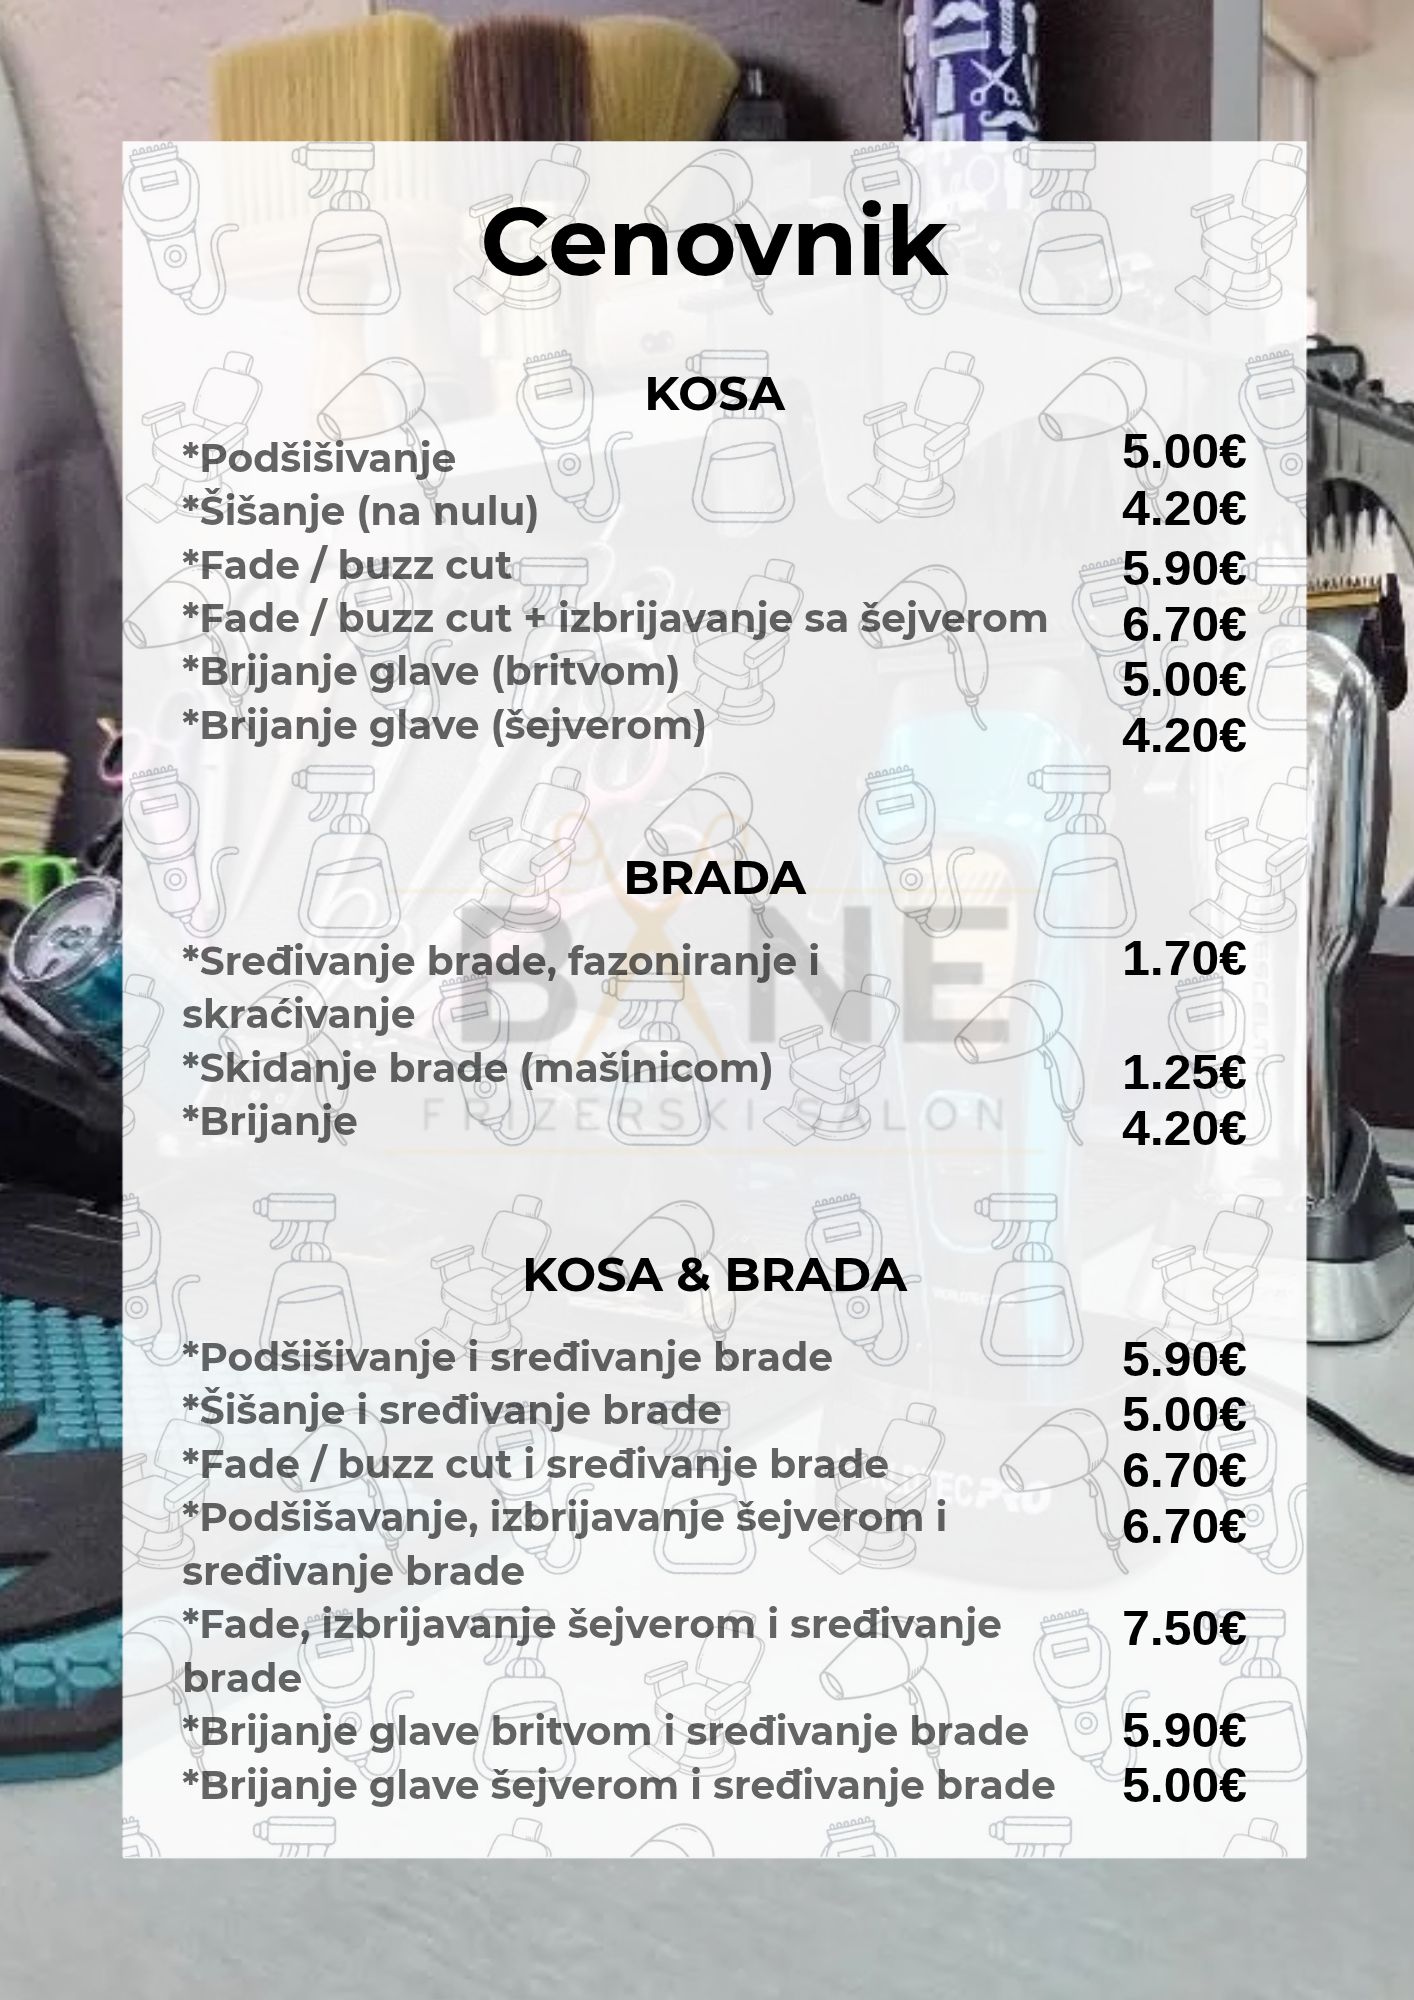 Cenovnik
KOSA
*Podšišivanje 5.00€
*Šišanje (na nulu) 4.20€
*Fade / buzz cut 5.90€
*Fade / buzz cut + izbrijavanje sa šejverom 6.70€
*Brijanje glave (britvom) 5.00€
*Brijanje glave (šejverom) 4.20€
BRADA
BANE
*Sređivanje brade, fazoniranje i 1.70€
skraćivanje
*Skidanje brade (mašinicom) 1.25€
*Brijanje 4.20€
FRIZERSKI SALON
KOSA & BRADA
*Podšišivanje i sređivanje brade 5.90€
*Šišanje i sređivanje brade 5.00€
*Fade / buzz cut i sređivanje brade 6.70€
*Podšišavanje, izbrijavanje šejverom i 6.70€
sređivanje brade
*Fade, izbrijavanje šejverom i sređivanje 7.50€
brade
*Brijanje glave britvom i sređivanje brade 5.90€
*Brijanje glave šejverom i sređivanje brade 5.00€